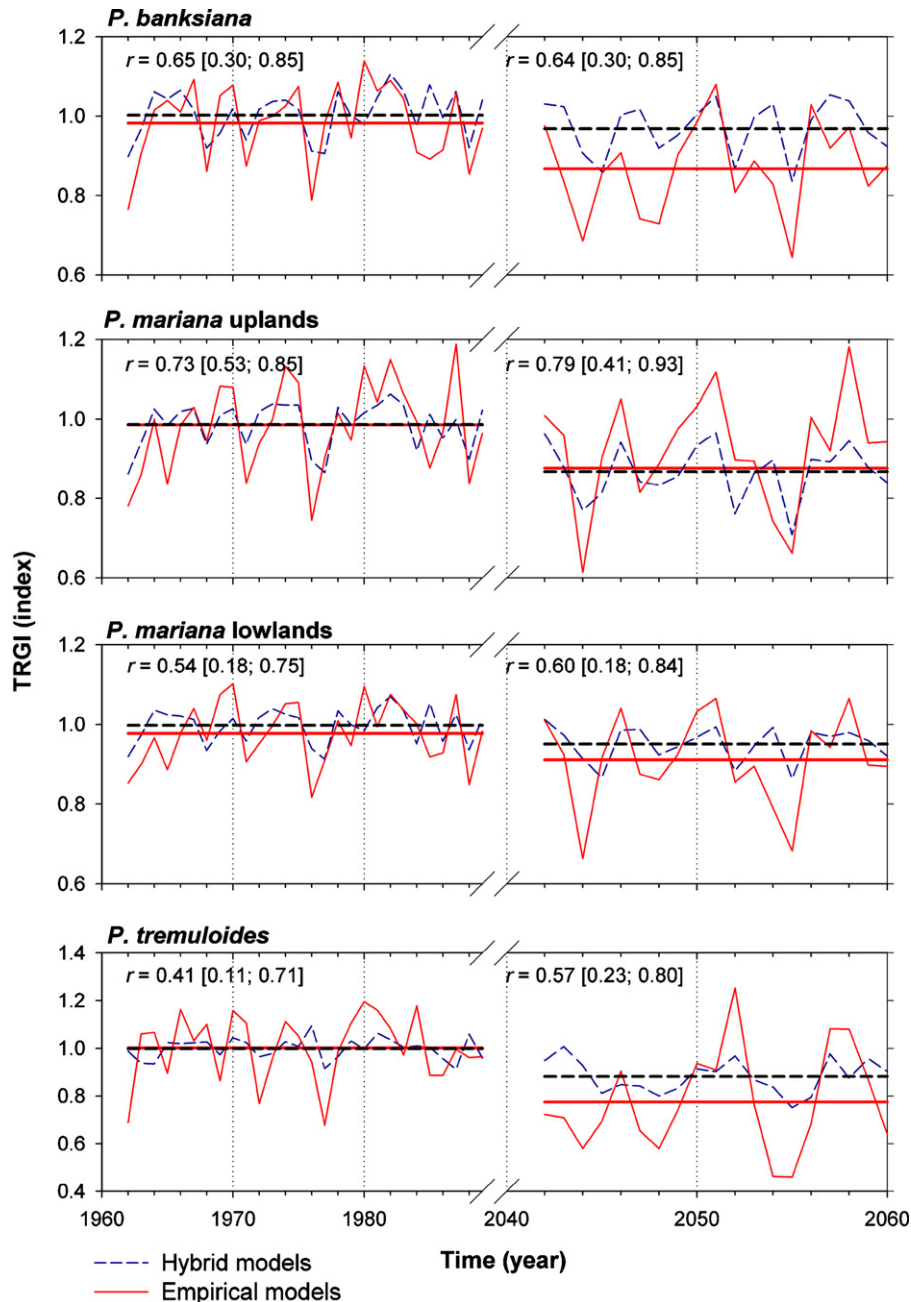 P. banksiana
1.2
r = 0.65 [0.30; 0.85]
r = 0.64 [0.30; 0.85]
1.0
0.8
0.6
P. mariana uplands
1.2
r = 0.73 [0.53; 0.85]
r = 0.79 [0.41; 0.93]
1.0
0.8
0.6
TRGI (index)
P. mariana lowlands
1.2
r = 0.54 [0.18; 0.75]
r = 0.60 [0.18; 0.84]
1.0
0.8
0.6
P. tremuloides
1.4
r = 0.41 [0.11; 0.71]
r = 0.57 [0.23; 0.80]
1.2
1.0
0.8
0.6
0.4
1960 1970 1980 2040 2050 2060
Time (year)
Hybrid models
Empirical models